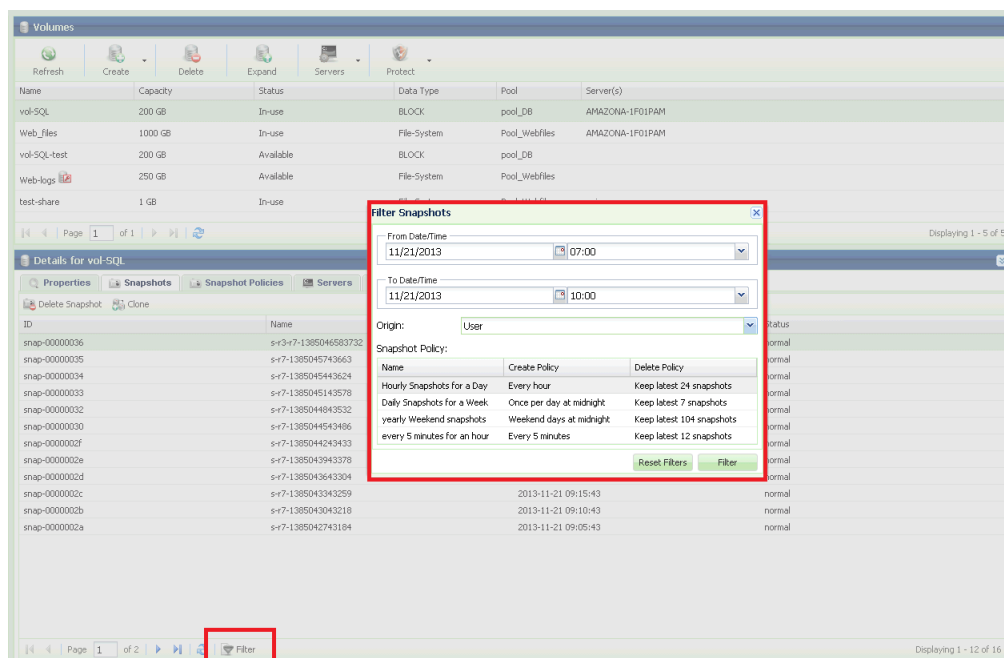 Volumes
Refresh Create Delete Expand Servers Protect
Name Capacity Status Data Type Pool Server(s)
vol-SQL 200 GB In-use BLOCK pool_DB AMAZONA-1F01PAM
Web_files 1000 GB In-use File-System Pool_Webfiles AMAZONA-1F01PAM
vol-SQL-test 200 GB Available BLOCK pool_DB
Web-logs 250 GB Available File-System Pool_Webfiles
test-share 1 GB In-use
Page 1 of 1 Displaying 1 - 5 of 5
Filter Snapshots
From Date/Time
11/21/2013 07:00
To Date/Time
11/21/2013 10:00
Origin: User
Snapshot Policy:
Name Create Policy Delete Policy
Hourly Snapshots for a Day Every hour Keep latest 24 snapshots
Daily Snapshots for a Week Once per day at midnight Keep latest 7 snapshots
yearly Weekend snapshots Weekend days at midnight Keep latest 104 snapshots
every 5 minutes for an hour Every 5 minutes Keep latest 12 snapshots
Reset Filters Filter
Details for vol-SQL
Properties Snapshots Snapshot Policies Servers
Delete Snapshot Clone
ID Name Status
snap-00000036 s-r3-r7-1385046583732 normal
snap-00000035 s-r7-1385045743663 normal
snap-00000034 s-r7-1385045443624 normal
snap-00000033 s-r7-1385045143578 normal
snap-00000032 s-r7-1385044843532 normal
snap-00000030 s-r7-1385044543486 normal
snap-0000002f s-r7-1385044243433 normal
snap-0000002e s-r7-1385043943378 normal
snap-0000002d s-r7-1385043643304 normal
snap-0000002c s-r7-1385043343259 2013-11-21 09:15:43 normal
snap-0000002b s-r7-1385043043218 2013-11-21 09:10:43 normal
snap-0000002a s-r7-1385042743184 2013-11-21 09:05:43 normal
Page 1 of 2 Filter Displaying 1 - 12 of 16